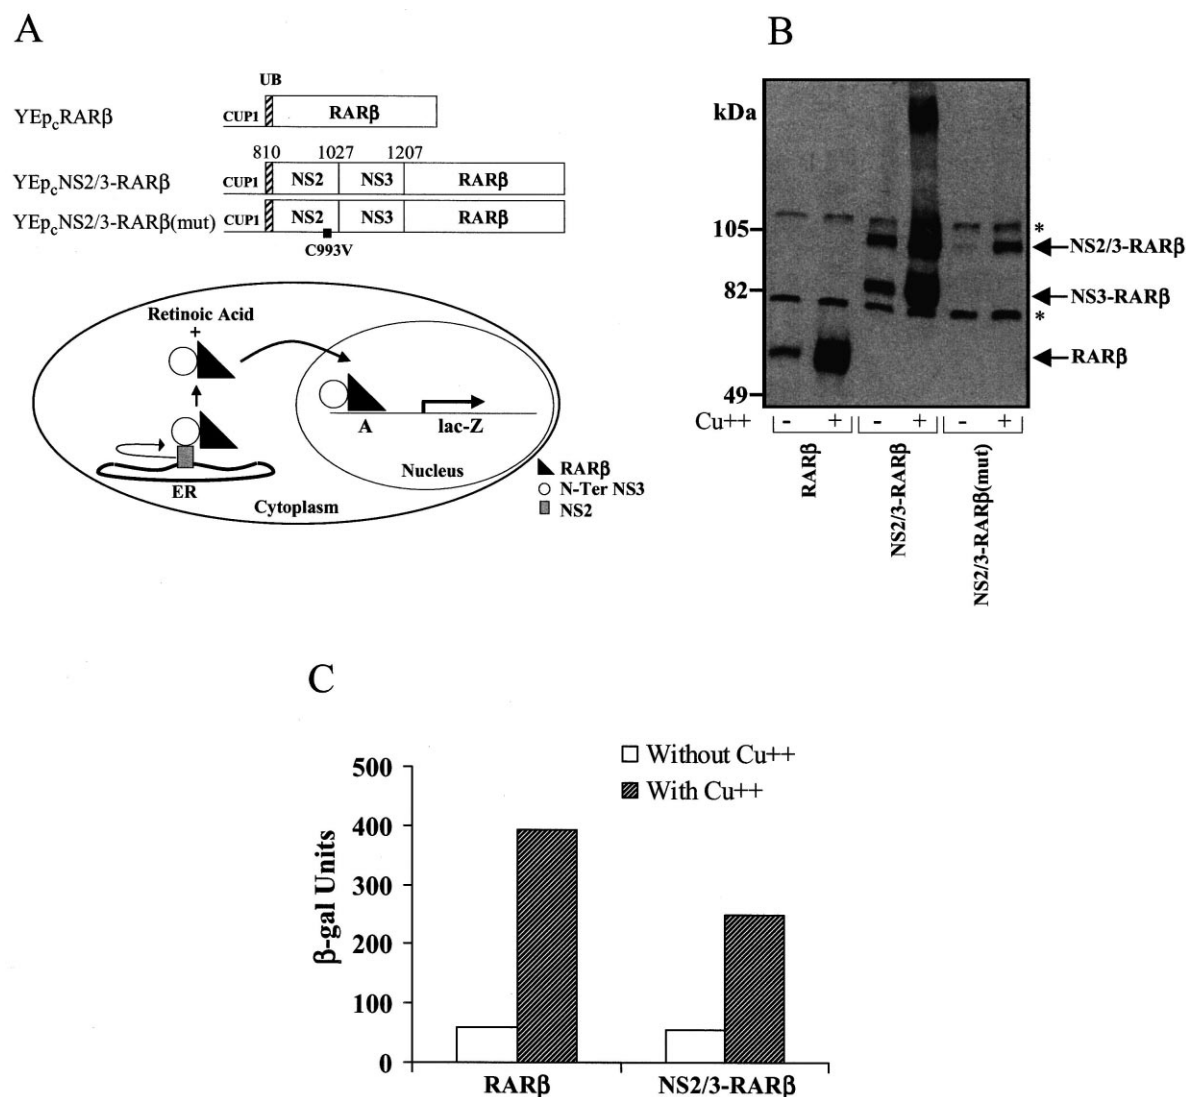 A
UB
YEpcRARβ
CUP1
RARβ
810 1027 1207
YEpcNS2/3-RARβ
CUP1 NS2 NS3 RARβ
YEpcNS2/3-RARβ(mut)
CUP1 NS2 NS3 RARβ
C993V
Retinoic Acid
+
A
lac-Z
Nucleus
ER
Cytoplasm
RARβ
N-Ter NS3
NS2
B
kDa
105
82
49
*
NS2/3-RARβ
NS3-RARβ
*
RARβ
Cu++ - + - + - +
RARβ
NS2/3-RARβ
NS2/3-RARβ(mut)
C
Without Cu++
With Cu++
β-gal Units
500
400
300
200
100
0
RARβ
NS2/3-RARβ